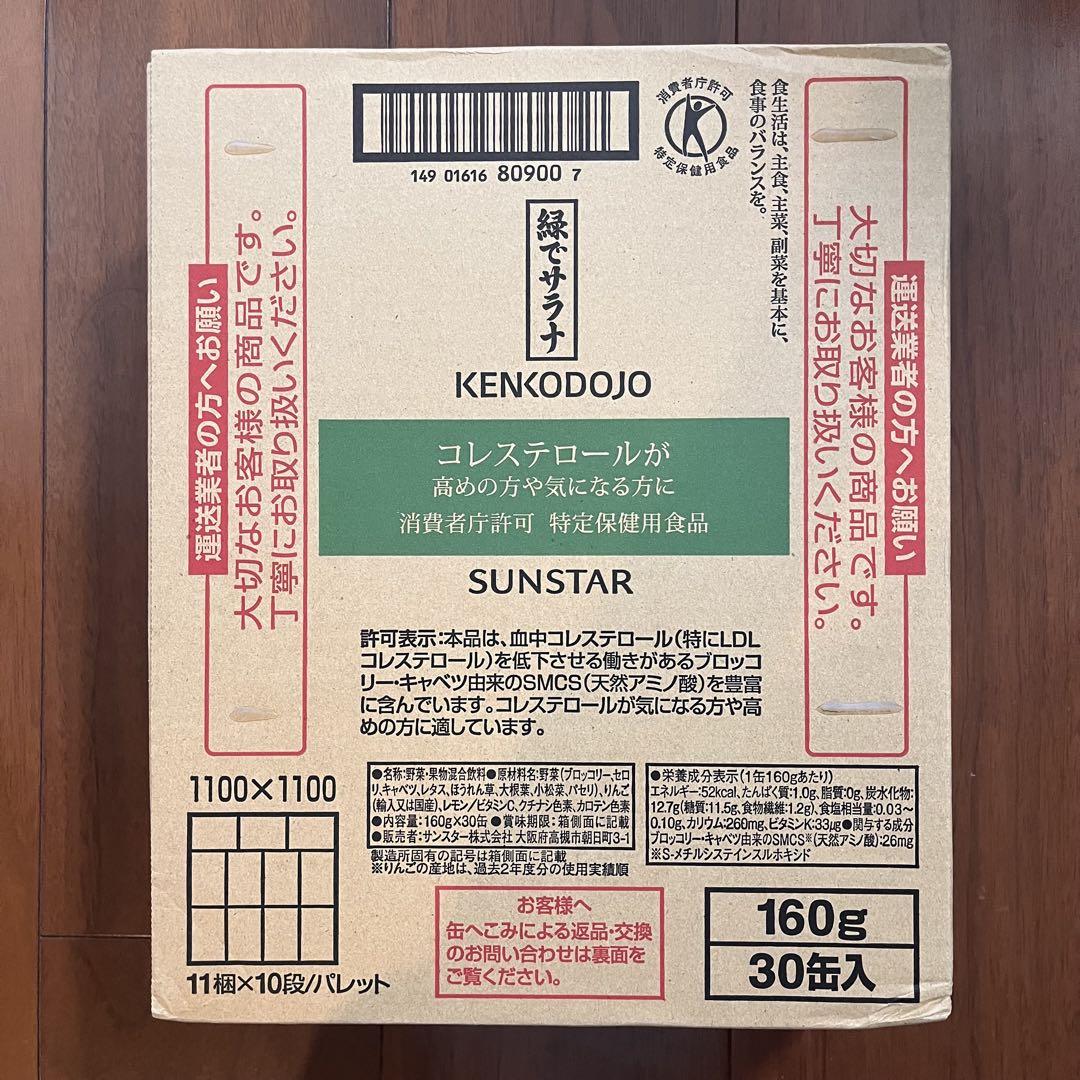 運送業者の方へお願い
大切なお客様の商品です。
丁寧にお取り扱いください。
149 01616 80900 7
消費者庁許可
特定保健用食品
食生活は、主食、主菜、副菜を基本に、
食事のバランスを。
緑でサラナ
KENKODOJO
コレステロールが
高めの方や気になる方に
消費者庁許可 特定保健用食品
SUNSTAR
許可表示:本品は、血中コレステロール(特にLDL
コレステロール)を低下させる働きがあるブロッコ
リー・キャベツ由来のSMCS(天然アミノ酸)を豊富
に含んでいます。コレステロールが気になる方や高
めの方に適しています。
運送業者の方へお願い
大切なお客様の商品です。
丁寧にお取り扱いください。
1100×1100
11梱×10段/パレット
●名称:野菜・果物混合飲料●原材料名:野菜(ブロッコリー、セロ
リ、キャベツ、レタス、ほうれん草、大根葉、小松菜、パセリ)、りんご
(輸入又は国産)、レモン/ビタミンC、クチナシ色素、カロテン色素
●内容量:160g×30缶●賞味期限:箱側面に記載
●販売者:サンスター株式会社 大阪府高槻市朝日町3-1
製造所固有の記号は箱側面に記載
※りんごの産地は、過去2年度分の使用実績順
●栄養成分表示(1缶160gあたり)
エネルギー:52kcal、たんぱく質:1.0g、脂質:0g、炭水化物:
12.7g(糖質:11.5g、食物繊維:1.2g)、食塩相当量:0.03〜
0.10g、カリウム:260mg、ビタミンK:33μg●関与する成分
ブロッコリー・キャベツ由来のSMCS※(天然アミノ酸):26mg
※S-メチルシステインスルホキシド
お客様へ
缶へこみによる返品・交換
のお問い合わせは裏面を
ご覧ください。
160g
30缶入